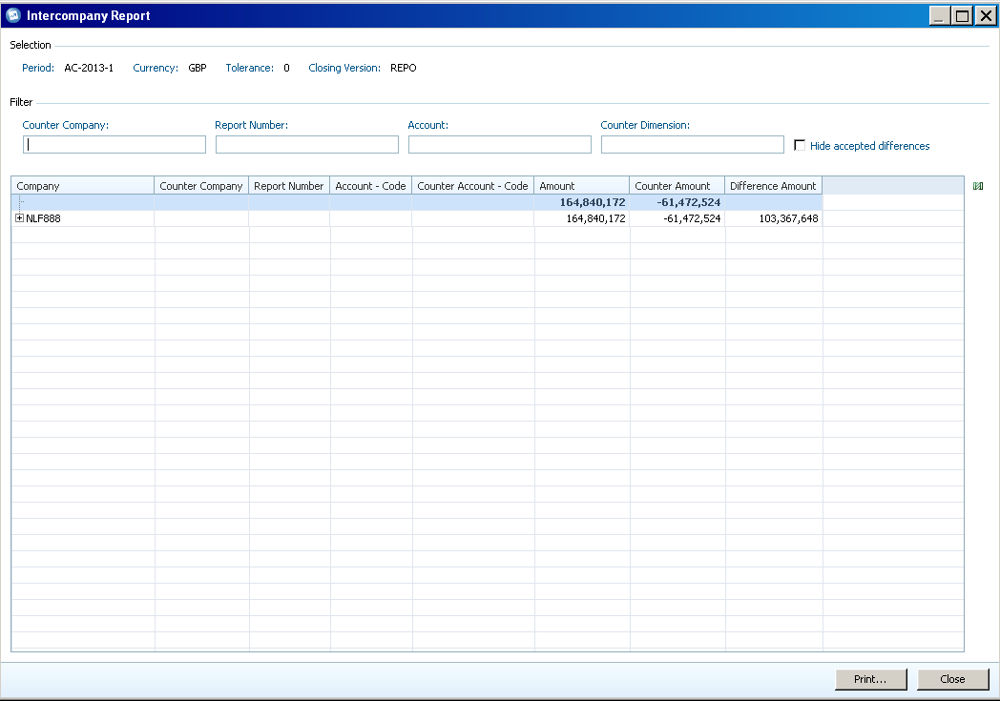 Intercompany Report
Selection
Period: AC-2013-1 Currency: GBP Tolerance: 0 Closing Version: REPO
Filter
Counter Company: Report Number: Account: Counter Dimension:
Hide accepted differences
Company Counter Company Report Number Account - Code Counter Account - Code Amount Counter Amount Difference Amount
164,840,172 -61,472,524
NLF888 164,840,172 -61,472,524 103,367,648
Print... Close